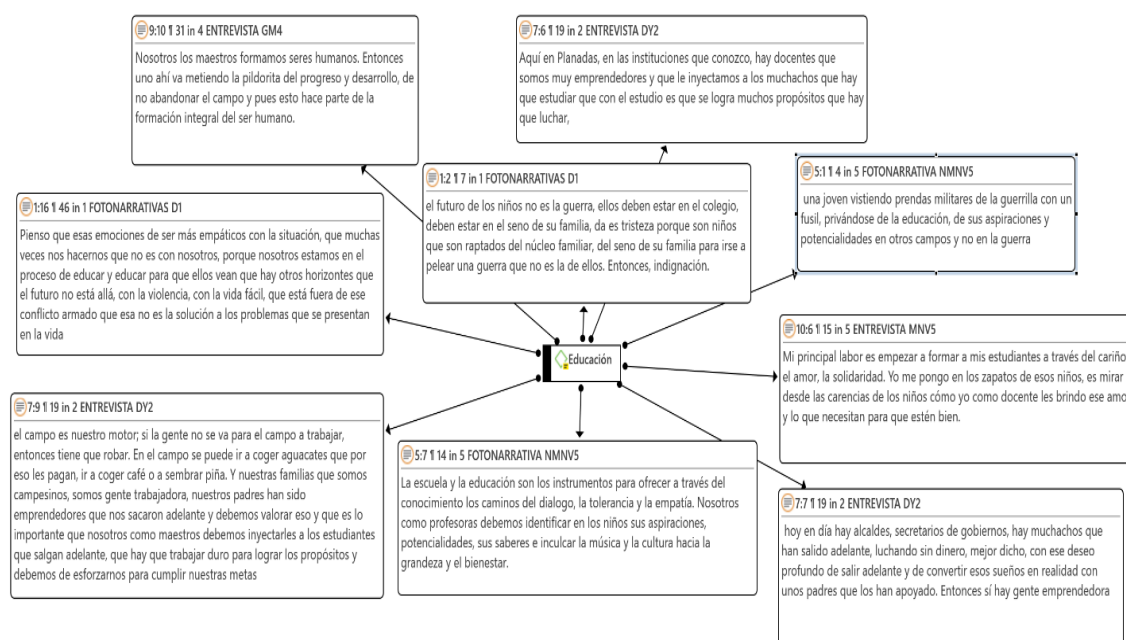 9:10 ¶ 31 in 4 ENTREVISTA GM4
Nosotros los maestros formamos seres humanos. Entonces
uno ahí va metiendo la pildorita del progreso y desarrollo, de
no abandonar el campo y pues esto hace parte de la
formación integral del ser humano.
7:6 ¶ 19 in 2 ENTREVISTA DY2
Aquí en Planadas, en las instituciones que conozco, hay docentes que
somos muy emprendedores y que le inyectamos a los muchachos que hay
que estudiar que con el estudio es que se logra muchos propósitos que hay
que luchar,
1:2 ¶ 7 in 1 FOTONARRATIVAS D1
el futuro de los niños no es la guerra, ellos deben estar en el colegio,
deben estar en el seno de su familia, da es tristeza porque son niños
que son raptados del núcleo familiar, del seno de su familia para irse a
pelear una guerra que no es la de ellos. Entonces, indignación.
5:1 ¶ 4 in 5 FOTONARRATIVA NMNV5
una joven vistiendo prendas militares de la guerrilla con un
fusil, privándose de la educación, de sus aspiraciones y
potencialidades en otros campos y no en la guerra
1:16 ¶ 46 in 1 FOTONARRATIVAS D1
Pienso que esas emociones de ser más empáticos con la situación, que muchas
veces nos hacernos que no es con nosotros, porque nosotros estamos en el
proceso de educar y educar para que ellos vean que hay otros horizontes que
el futuro no está allá, con la violencia, con la vida fácil, que está fuera de ese
conflicto armado que esa no es la solución a los problemas que se presentan
en la vida
Educación
10:6 ¶ 15 in 5 ENTREVISTA MNV5
Mi principal labor es empezar a formar a mis estudiantes a través del cariño
el amor, la solidaridad. Yo me pongo en los zapatos de esos niños, es mirar
desde las carencias de los niños cómo yo como docente les brindo ese amo
y lo que necesitan para que estén bien.
7:9 ¶ 19 in 2 ENTREVISTA DY2
el campo es nuestro motor; si la gente no se va para el campo a trabajar,
entonces tiene que robar. En el campo se puede ir a coger aguacates que por
eso les pagan, ir a coger café o a sembrar piña. Y nuestras familias que somos
campesinos, somos gente trabajadora, nuestros padres han sido
emprendedores que nos sacaron adelante y debemos valorar eso y que es lo
importante que nosotros como maestros debemos inyectarles a los estudiantes
que salgan adelante, que hay que trabajar duro para lograr los propósitos y
debemos de esforzarnos para cumplir nuestras metas
5:7 ¶ 14 in 5 FOTONARRATIVA NMNV5
La escuela y la educación son los instrumentos para ofrecer a través del
conocimiento los caminos del dialogo, la tolerancia y la empatía. Nosotros
como profesoras debemos identificar en los niños sus aspiraciones,
potencialidades, sus saberes e inculcar la música y la cultura hacia la
grandeza y el bienestar.
7:7 ¶ 19 in 2 ENTREVISTA DY2
hoy en día hay alcaldes, secretarios de gobiernos, hay muchachos que
han salido adelante, luchando sin dinero, mejor dicho, con ese deseo
profundo de salir adelante y de convertir esos sueños en realidad con
unos padres que los han apoyado. Entonces sí hay gente emprendedora